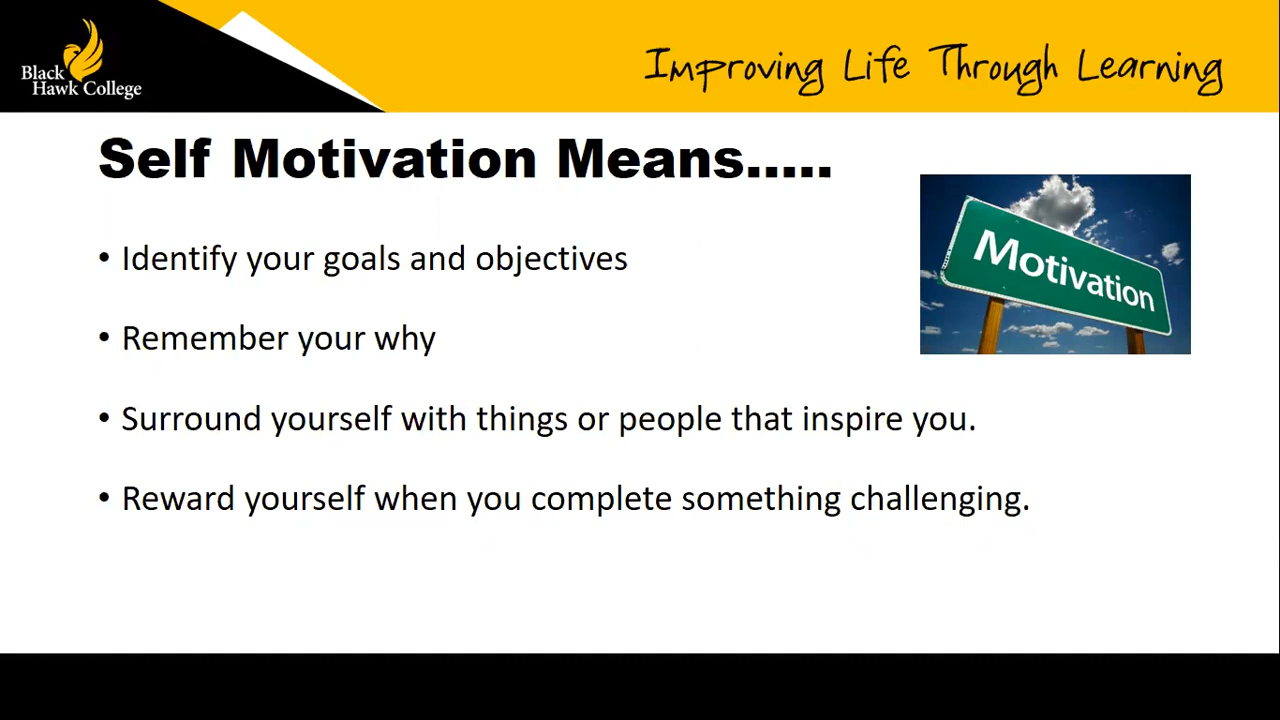 Black
Hawk College
Improving Life Through Learning
Self Motivation Means.....
Motivation
• Identify your goals and objectives
• Remember your why
• Surround yourself with things or people that inspire you.
• Reward yourself when you complete something challenging.